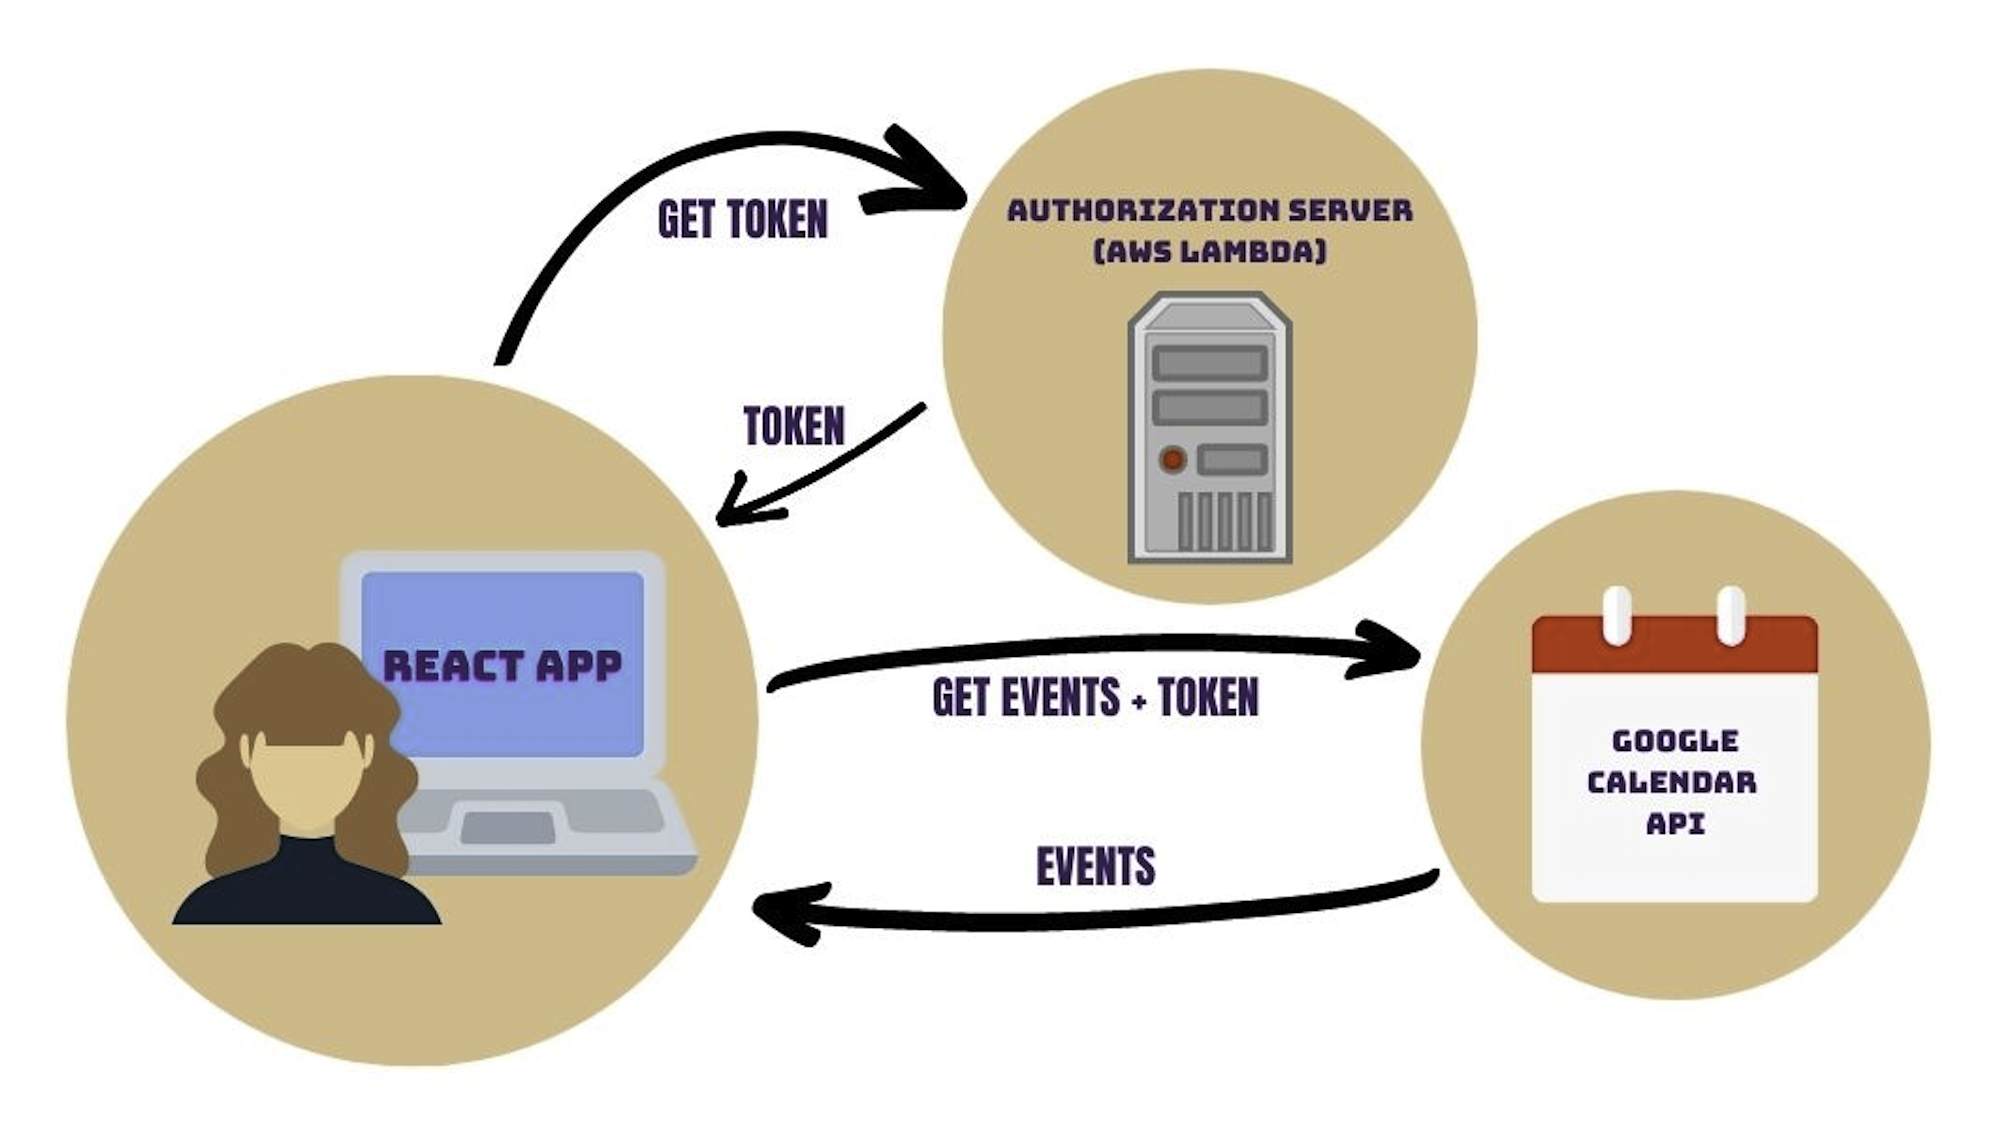 GET TOKEN
AUTHORIZATION SERVER
(AWS LAMBDA)
TOKEN
REACT APP
GET EVENTS + TOKEN
GOOGLE
CALENDAR
API
EVENTS